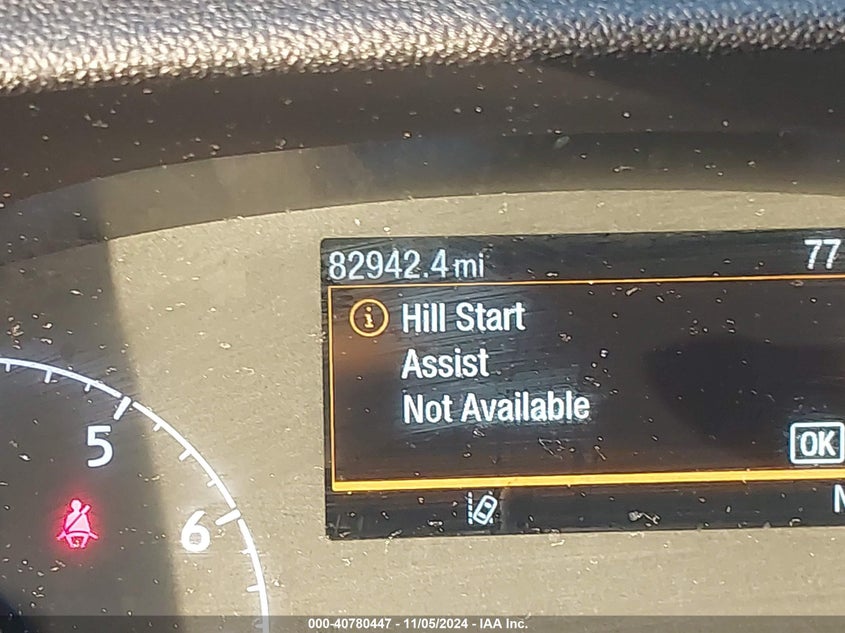 82942.4 mi 77
Hill Start
Assist
Not Available
OK
5
6
N
000-40780447 - 11/05/2024 - IAA Inc.